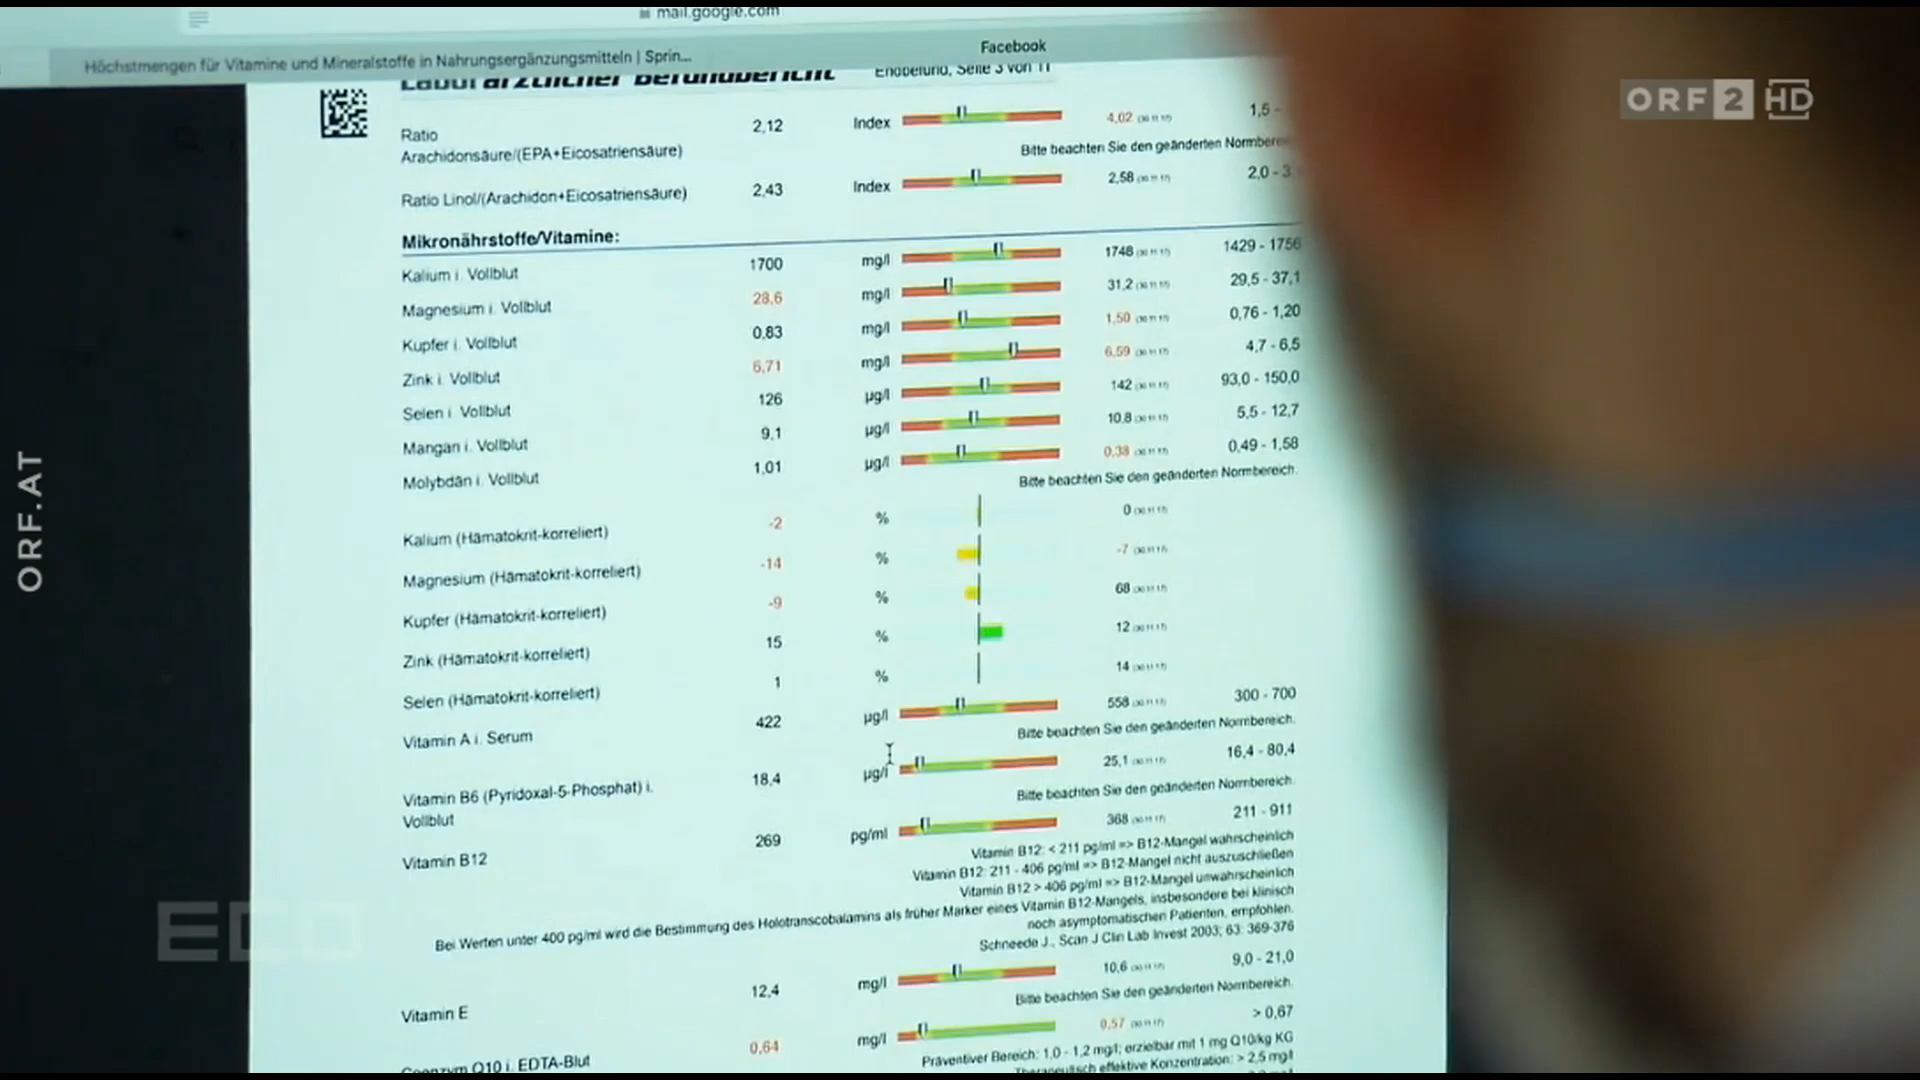 mail.google.com
Höchstmengen für Vitamine und Mineralstoffe in Nahrungsergänzungsmitteln | Sprin...
Facebook
Laborärztlicher Befundbericht
Endbefund, Seite 3 von 11
ORF 2 HD
Ratio 2,12 Index 4,02 1,5 -
Arachidonsäure/(EPA+Eicosatriensäure)
Bitte beachten Sie den geänderten
Ratio Linol/(Arachidon+Eicosatriensäure) 2,43 Index 2,58 2,0 - 3
Mikronährstoffe/Vitamine:
Kalium i. Vollblut 1700 mg/l 1748 1429 - 1756
Magnesium i. Vollblut 28,6 mg/l 31,2 29,5 - 37,1
Kupfer i. Vollblut 0,83 mg/l 1,50 0,76 - 1,20
Zink i. Vollblut 6,71 mg/l 6,59 4,7 - 6,5
Selen i. Vollblut 126 µg/l 142 93,0 - 150,0
Mangan i. Vollblut 9,1 µg/l 10,8 5,5 - 12,7
Molybdän i. Vollblut 1,01 µg/l 0,38 0,49 - 1,58
Bitte beachten Sie den geänderten Normbereich.
Kalium (Hämatokrit-korreliert) -2 % 0
Magnesium (Hämatokrit-korreliert) -14 % -7
Kupfer (Hämatokrit-korreliert) -9 % 68
Zink (Hämatokrit-korreliert) 15 % 12
Selen (Hämatokrit-korreliert) 1 % 14
Vitamin A i. Serum 422 µg/l 558 300 - 700
Bitte beachten Sie den geänderten Normbereich.
Vitamin B6 (Pyridoxal-5-Phosphat) i. 18,4 µg/l 25,1 16,4 - 80,4
Vollblut
Bitte beachten Sie den geänderten Normbereich.
Vitamin B12 269 pg/ml 368 211 - 911
Vitamin B12: < 211 pg/ml => B12-Mangel wahrscheinlich
Vitamin B12: 211 - 406 pg/ml => B12-Mangel nicht auszuschließen
Vitamin B12 > 406 pg/ml => B12-Mangel unwahrscheinlich
Bei Werten unter 400 pg/ml wird die Bestimmung des Holotranscobalamins als früher Marker eines Vitamin B12-Mangels, insbesondere bei klinisch
noch asymptomatischen Patienten, empfohlen.
Schneede J., Scan J Clin Lab Invest 2003; 63: 369-376
Vitamin E 12,4 mg/l 10,6 9,0 - 21,0
Bitte beachten Sie den geänderten Normbereich.
Coenzym Q10 i. EDTA-Blut 0,64 mg/l 0,57 > 0,67
Präventiver Bereich: 1,0 - 1,2 mg/l; erzielbar mit 1 mg Q10/kg KG
Therapeutisch effektive Konzentration: > 2,5 mg/l
ORF.AT
ECO